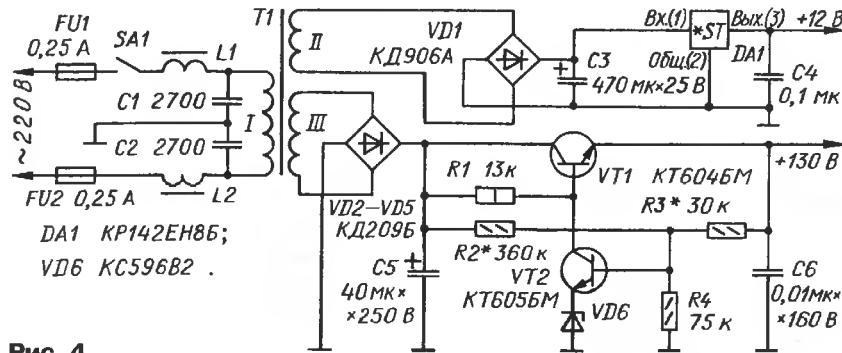 FU1
0,25 А
SA1
L1
C1 2700
C2 2700
~220 В
I
L2
FU2 0,25 А
T1
II
III
VD1
КД906А
C3
470 мк×25 В
Вх.(1)
*ST
Вых.(3)
+12 В
Общ.(2)
DA1
C4
0,1 мк
R1 13к
VT1 КТ604БМ
+130 В
R3* 30 к
VD2–VD5
КД209Б
R2* 360 к
C5
40 мк×
×250 В
VT2
КТ605БМ
VD6
R4
75 к
C6
0,01мк×
×160 В
DA1 КР142ЕН8Б;
VD6 КС596В2 .
Рис. 4